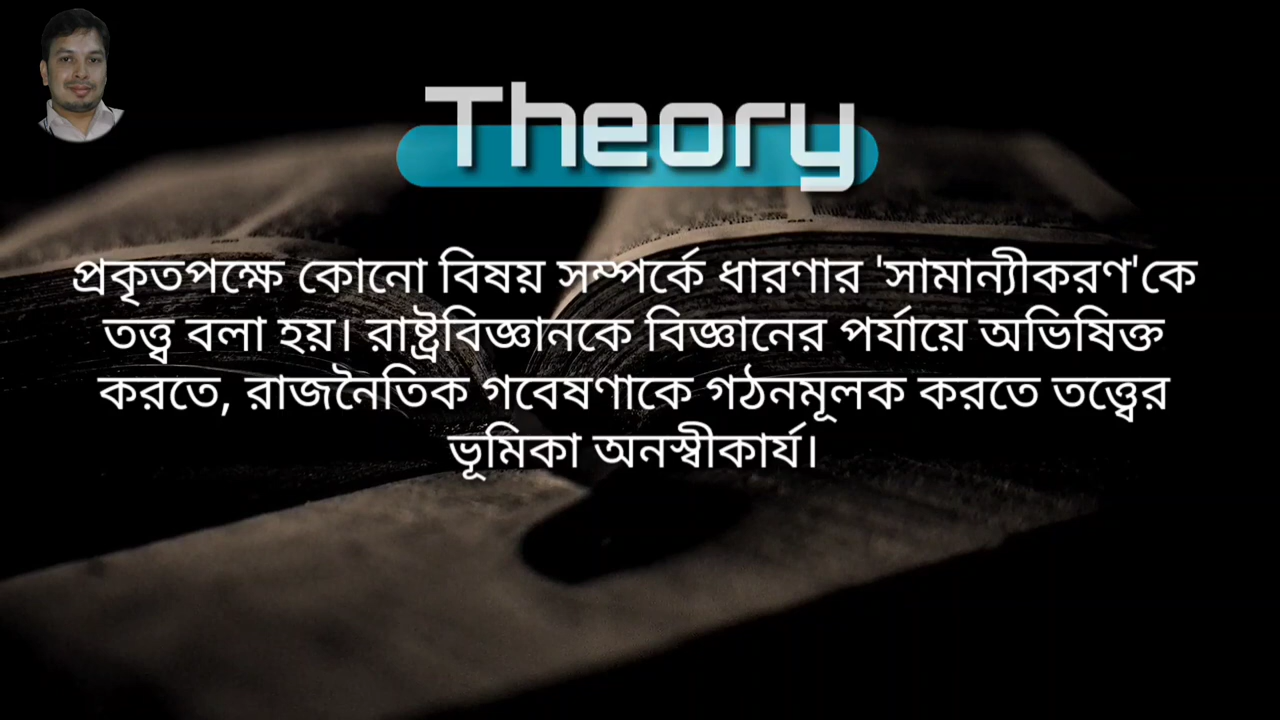 Theory
প্রকৃতপক্ষে কোনো বিষয় সম্পর্কে ধারণার 'সামান্যীকরণ'কে
তত্ত্ব বলা হয়। রাষ্ট্রবিজ্ঞানকে বিজ্ঞানের পর্যায়ে অভিষিক্ত
করতে, রাজনৈতিক গবেষণাকে গঠনমূলক করতে তত্ত্বের
ভূমিকা অনস্বীকার্য।